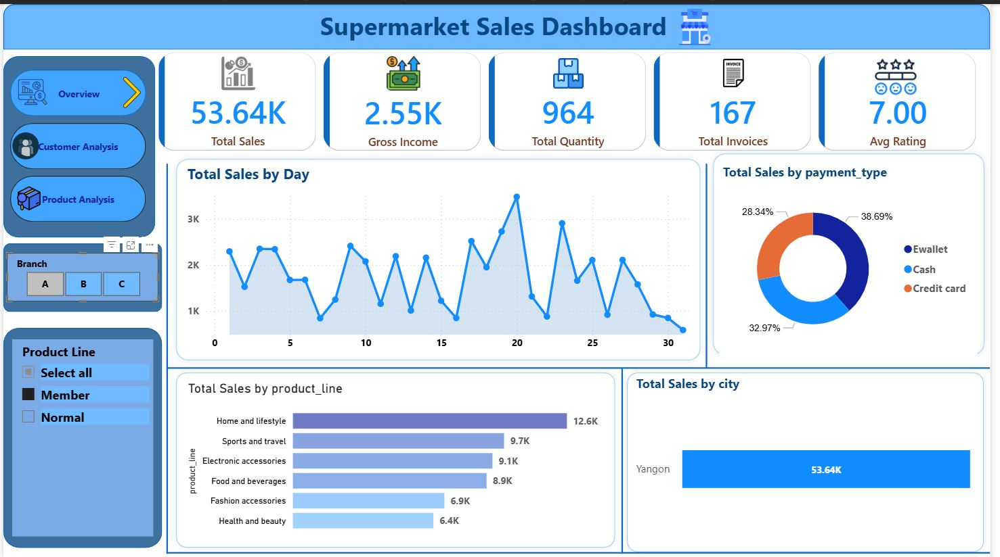 Supermarket Sales Dashboard
Overview
Customer Analysis
Product Analysis
53.64K
Total Sales
2.55K
Gross Income
964
Total Quantity
INVOICE
167
Total Invoices
7.00
Avg Rating
Branch
A B C
Product Line
Select all
Member
Normal
Total Sales by Day
3K
2K
1K
0 5 10 15 20 25 30
Total Sales by payment_type
28.34%
38.69%
32.97%
Ewallet
Cash
Credit card
Total Sales by product_line
product_line
Home and lifestyle 12.6K
Sports and travel 9.7K
Electronic accessories 9.1K
Food and beverages 8.9K
Fashion accessories 6.9K
Health and beauty 6.4K
Total Sales by city
Yangon 53.64K